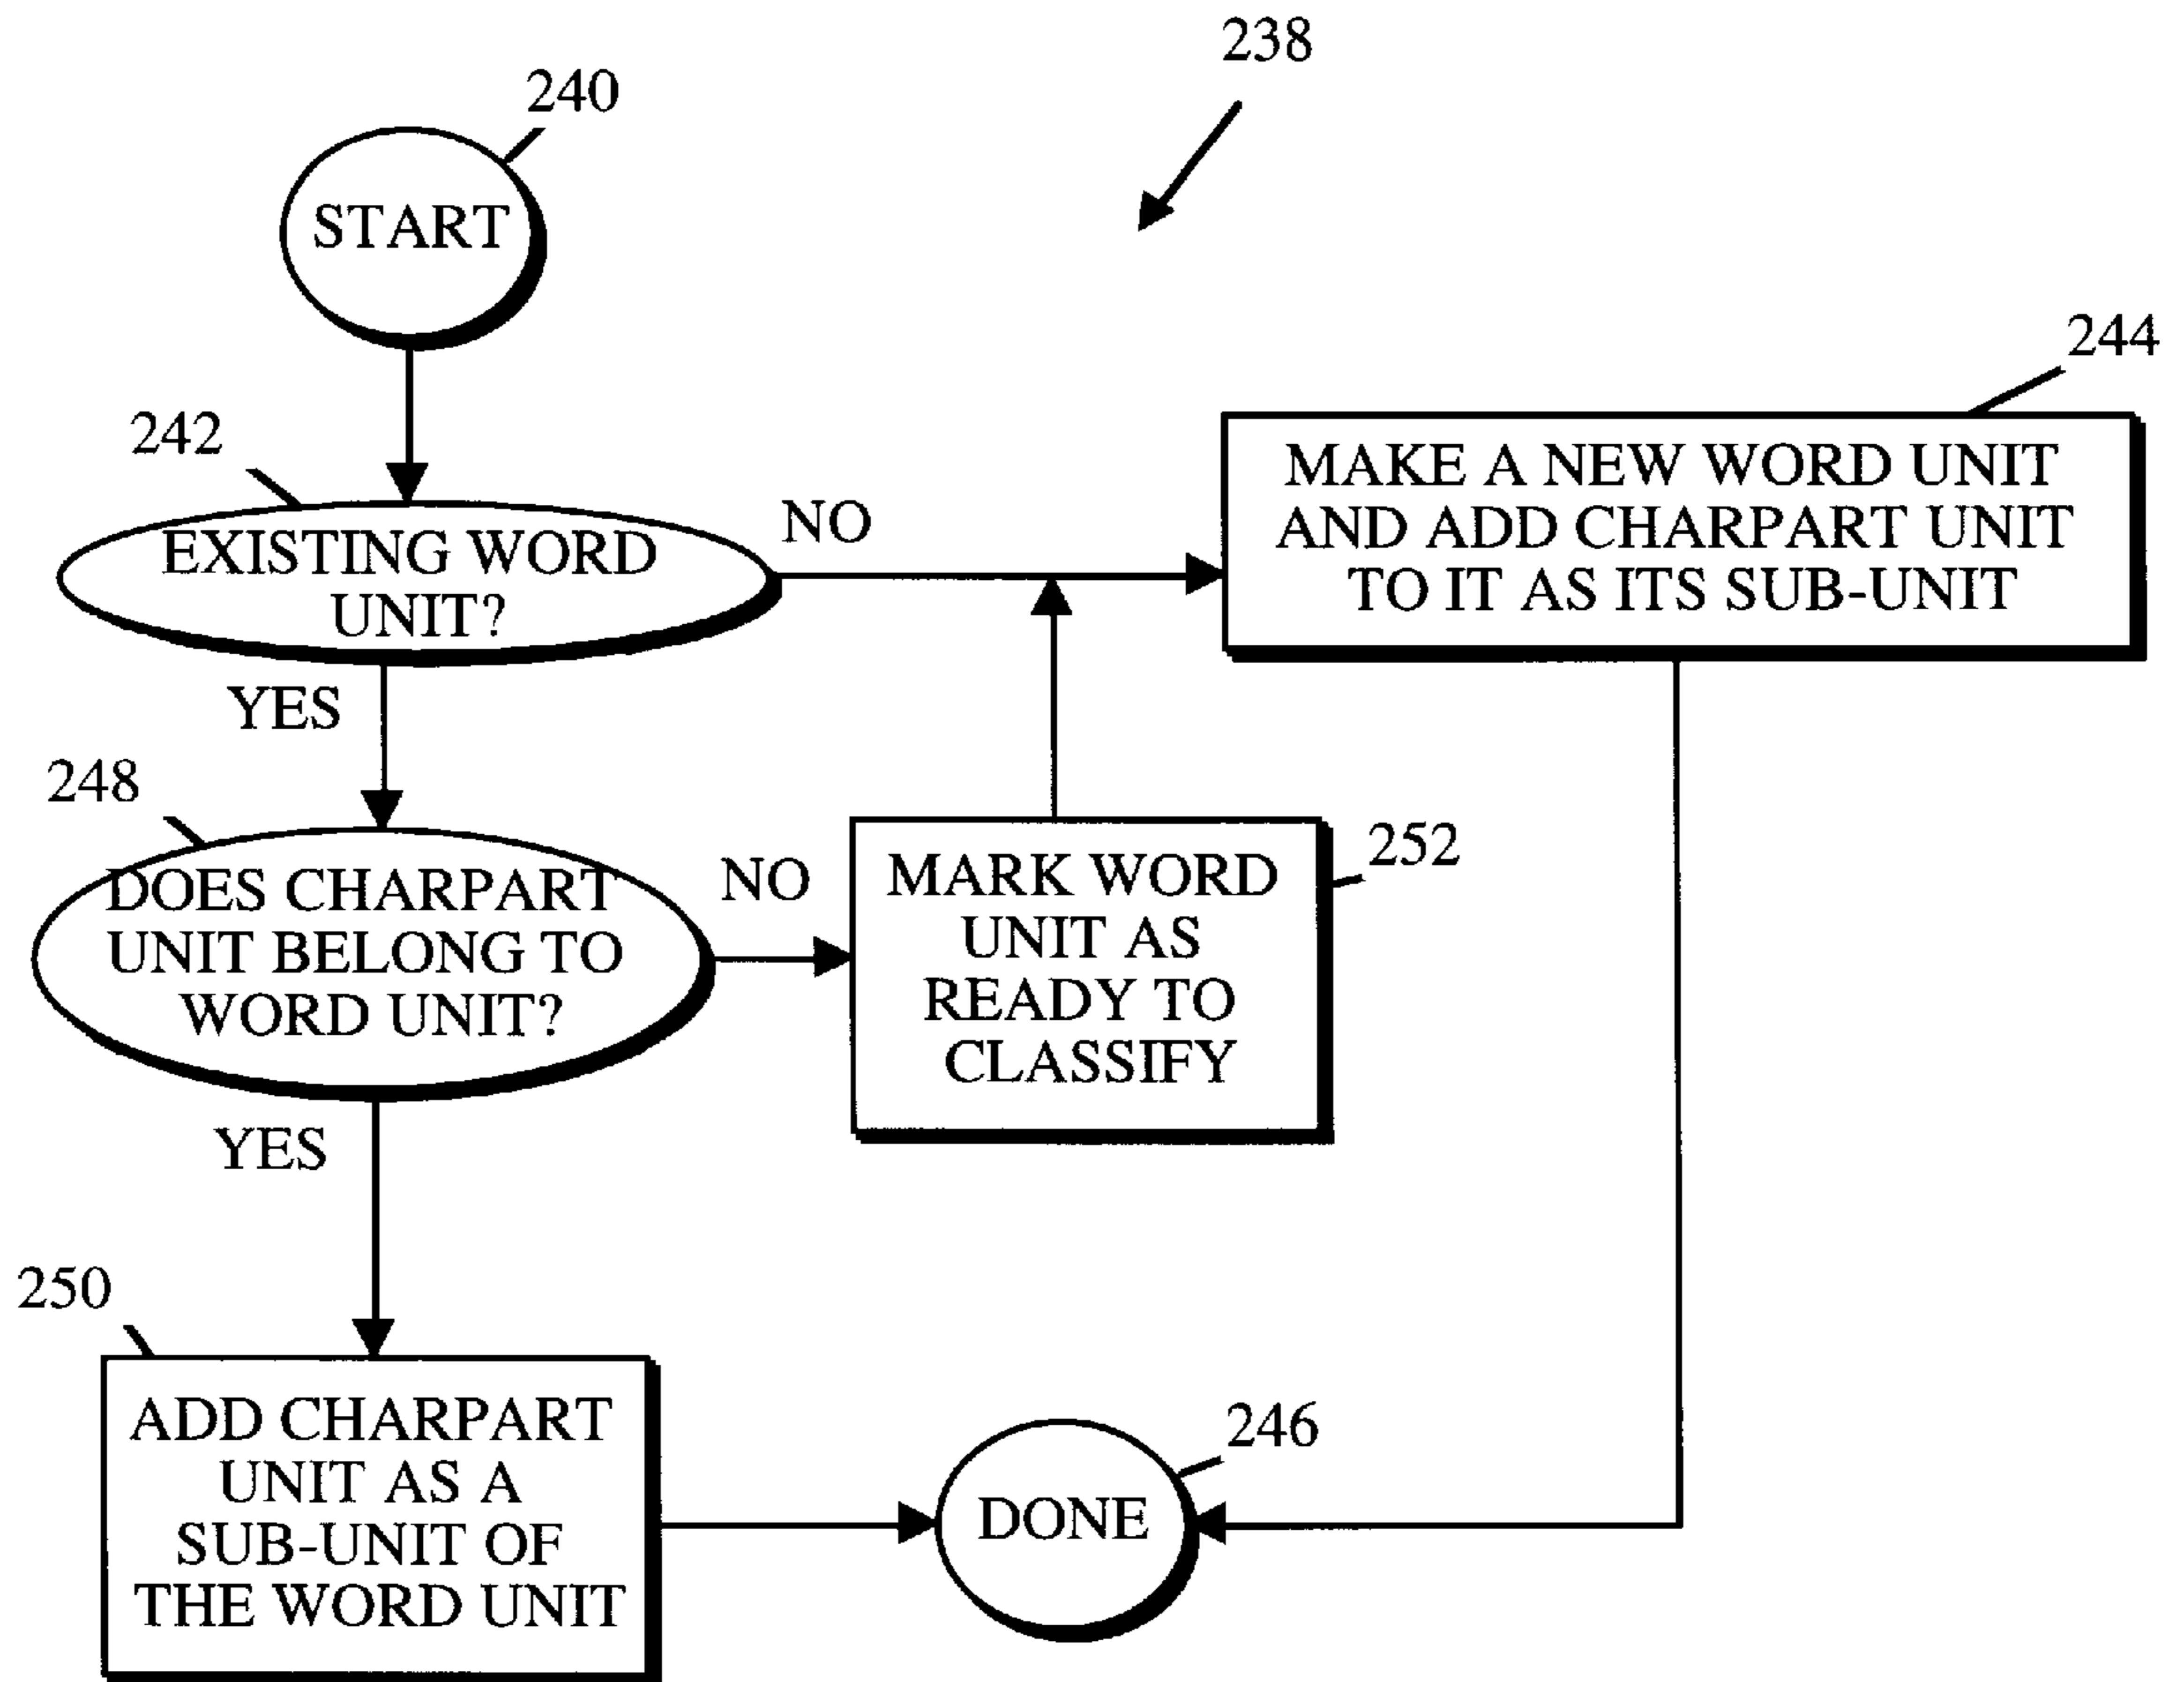 238
240
START
244
242
MAKE A NEW WORD UNIT
AND ADD CHARPART UNIT
TO IT AS ITS SUB-UNIT
NO
EXISTING WORD
UNIT?
YES
248
252
DOES CHARPART
UNIT BELONG TO
WORD UNIT?
NO
MARK WORD
UNIT AS
READY TO
CLASSIFY
YES
250
ADD CHARPART
UNIT AS A
SUB-UNIT OF
THE WORD UNIT
246
DONE